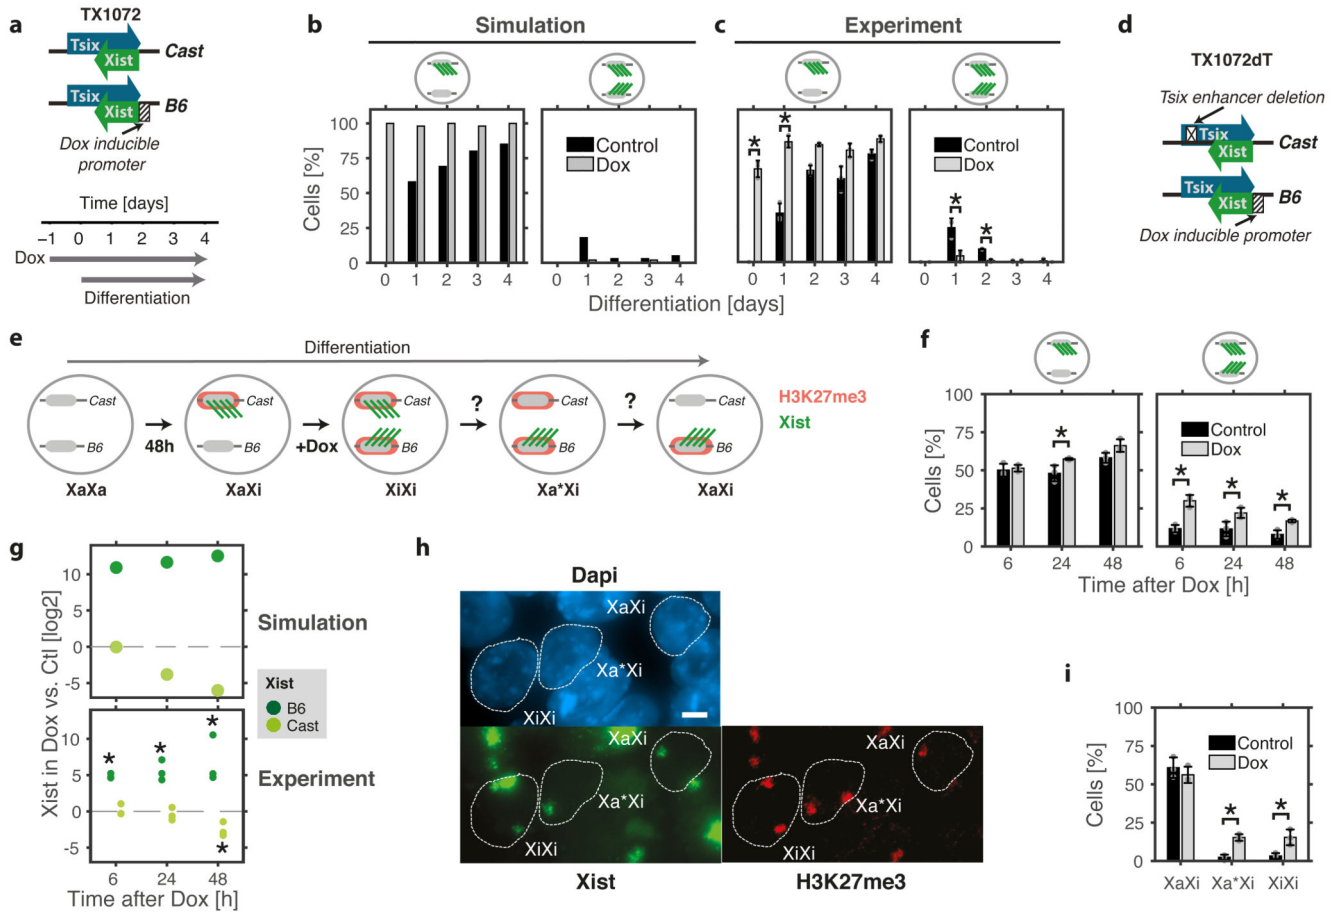 a
TX1072
Tsix
Xist
Cast
Tsix
Xist
B6
Dox inducible
promoter
Time [days]
−1 0 1 2 3 4
Dox
Differentiation
b
Simulation
Cells [%]
100
75
50
25
0
0 1 2 3 4
Control
Dox
0 1 2 3 4
c
Experiment
* *
0 1 2 3 4
Control
Dox
* *
0 1 2 3 4
Differentiation [days]
d
TX1072dT
Tsix enhancer deletion
Tsix
Xist
Cast
Tsix
Xist
B6
Dox inducible promoter
e
Differentiation
Cast
B6
XaXa
48h
Cast
B6
XaXi
+Dox
Cast
B6
XiXi
?
Cast
B6
Xa*Xi
?
Cast
B6
XaXi
H3K27me3
Xist
f
Cells [%]
100
75
50
25
0
*
6 24 48
Control
Dox
* * *
6 24 48
Time after Dox [h]
g
Xist in Dox vs. Ctl [log2]
10
5
0
-5
Simulation
Xist
B6
Cast
10
5
0
-5
* * *
*
Experiment
6 24 48
Time after Dox [h]
h
Dapi
XaXi
Xa*Xi
XiXi
XaXi
Xa*Xi
XiXi
Xist
XaXi
Xa*Xi
XiXi
H3K27me3
i
Cells [%]
100
75
50
25
0
Control
Dox
* *
XaXi Xa*Xi XiXi